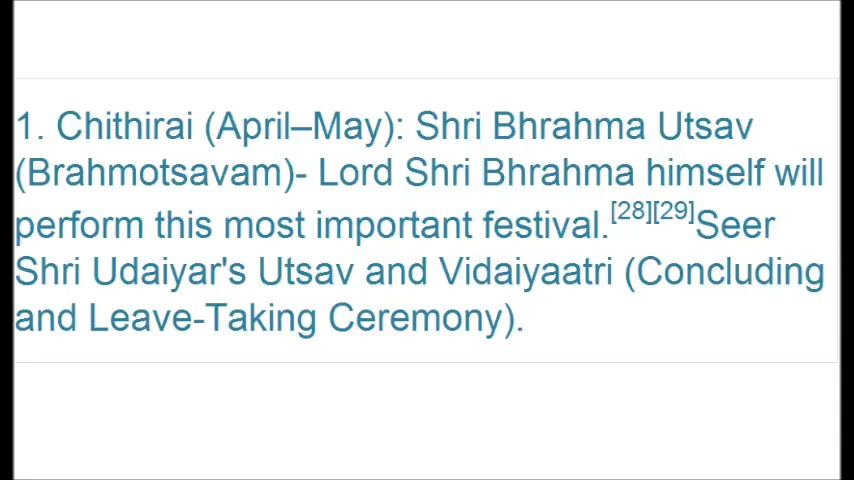 1. Chithirai (April–May): Shri Bhrahma Utsav
(Brahmotsavam)- Lord Shri Bhrahma himself will
perform this most important festival.[28][29]Seer
Shri Udaiyar's Utsav and Vidaiyaatri (Concluding
and Leave-Taking Ceremony).